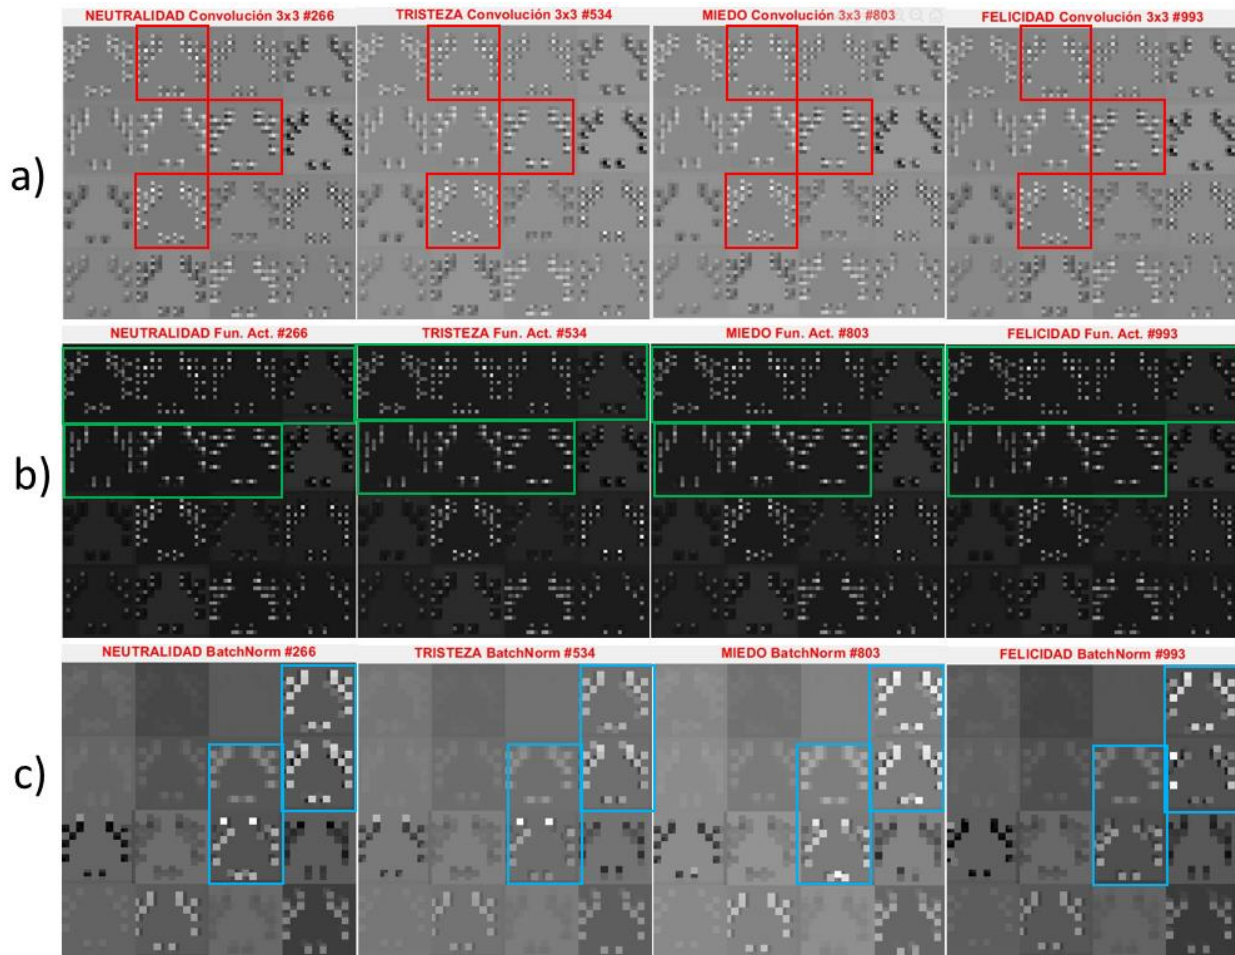 NEUTRALIDAD Convolución 3x3 #266
TRISTEZA Convolución 3x3 #534
MIEDO Convolución 3x3 #803
FELICIDAD Convolución 3x3 #993
a)
NEUTRALIDAD Fun. Act. #266
TRISTEZA Fun. Act. #534
MIEDO Fun. Act. #803
FELICIDAD Fun. Act. #993
b)
NEUTRALIDAD BatchNorm #266
TRISTEZA BatchNorm #534
MIEDO BatchNorm #803
FELICIDAD BatchNorm #993
c)